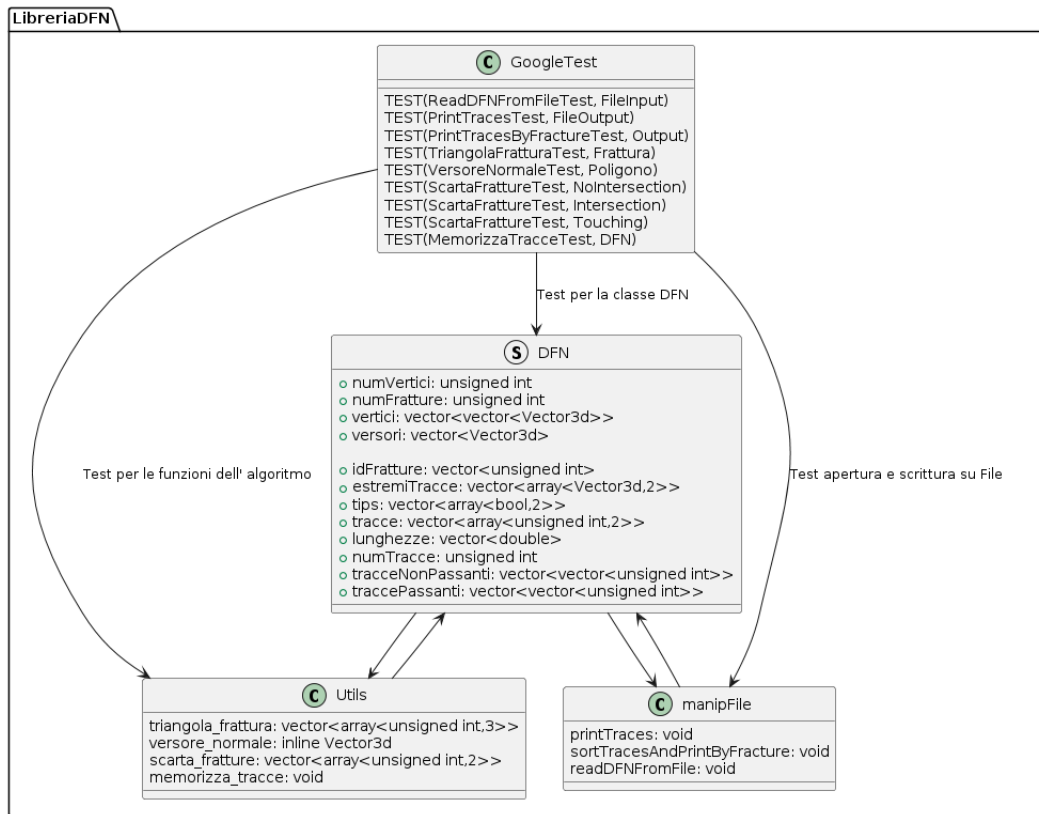 LibreriaDFN
C GoogleTest
TEST(ReadDFNFromFileTest, FileInput)
TEST(PrintTracesTest, FileOutput)
TEST(PrintTracesByFractureTest, Output)
TEST(TriangolaFratturaTest, Frattura)
TEST(VersoreNormaleTest, Poligono)
TEST(ScartaFrattureTest, NoIntersection)
TEST(ScartaFrattureTest, Intersection)
TEST(ScartaFrattureTest, Touching)
TEST(MemorizzaTracceTest, DFN)
Test per la classe DFN
S DFN
numVertici: unsigned int
numFratture: unsigned int
vertici: vector<vector<Vector3d>>
versori: vector<Vector3d>
idFratture: vector<unsigned int>
estremiTracce: vector<array<Vector3d,2>>
tips: vector<array<bool,2>>
tracce: vector<array<unsigned int,2>>
lunghezze: vector<double>
numTracce: unsigned int
tracceNonPassanti: vector<vector<unsigned int>>
traccePassanti: vector<vector<unsigned int>>
Test per le funzioni dell' algoritmo
Test apertura e scrittura su File
C Utils
triangola_frattura: vector<array<unsigned int,3>>
versore_normale: inline Vector3d
scarta_fratture: vector<array<unsigned int,2>>
memorizza_tracce: void
C manipFile
printTraces: void
sortTracesAndPrintByFracture: void
readDFNFromFile: void